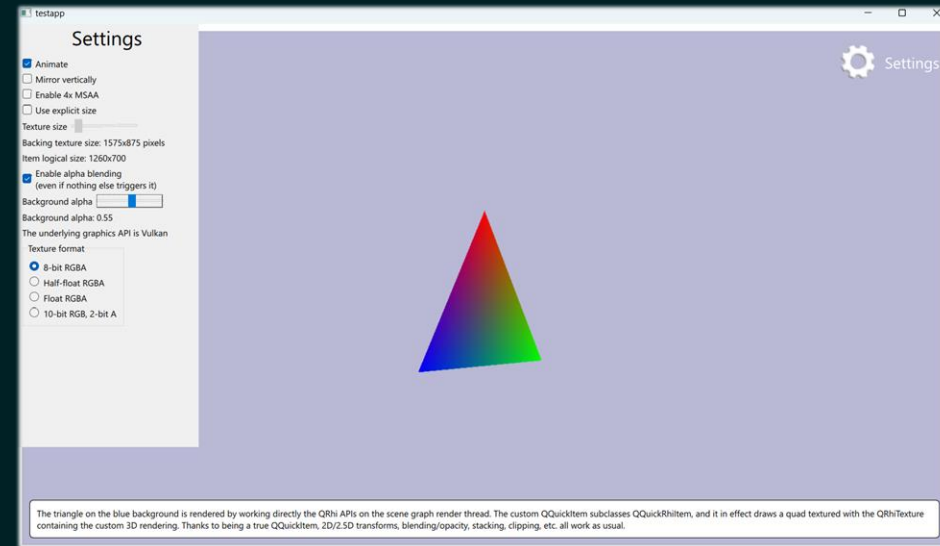 testapp
Settings
Animate
Mirror vertically
Enable 4x MSAA
Use explicit size
Texture size
Backing texture size: 1575x875 pixels
Item logical size: 1260x700
Enable alpha blending
(even if nothing else triggers it)
Background alpha
Background alpha: 0.55
The underlying graphics API is Vulkan
Texture format
8-bit RGBA
Half-float RGBA
Float RGBA
10-bit RGB, 2-bit A
Settings
The triangle on the blue background is rendered by working directly the QRhi APIs on the scene graph render thread. The custom QQuickItem subclasses QQuickRhiItem, and it in effect draws a quad textured with the QRhiTexture
containing the custom 3D rendering. Thanks to being a true QQuickItem, 2D/2.5D transforms, blending/opacity, stacking, clipping, etc. all work as usual.